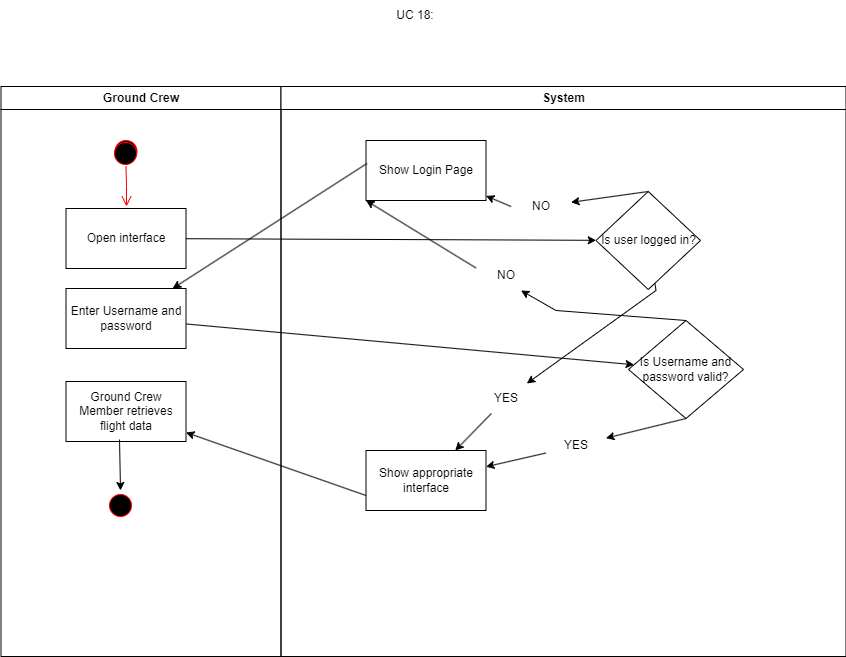 UC 18:
Ground Crew
System
Show Login Page
NO
Open interface
Is user logged in?
NO
Enter Username and
password
Is Username and
password valid?
Ground Crew
Member retrieves
flight data
YES
YES
Show appropriate
interface